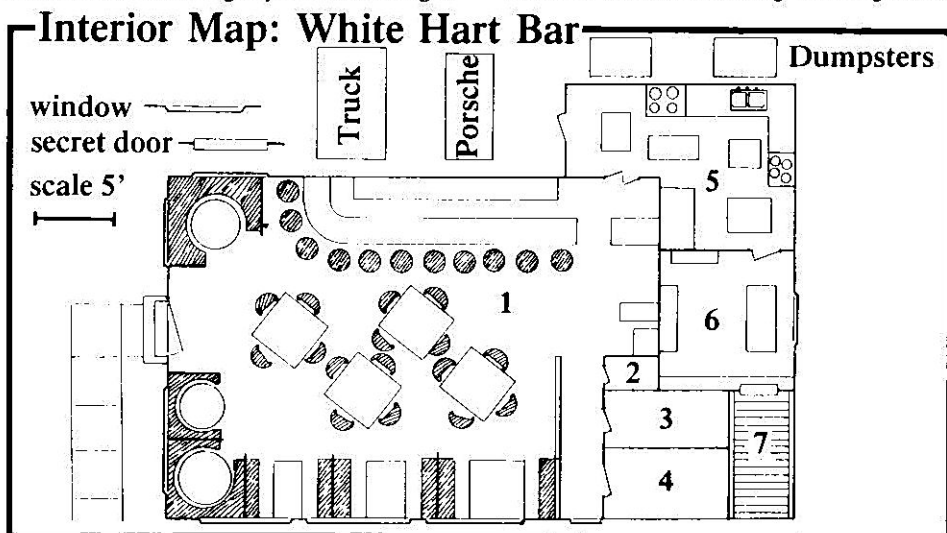 Interior Map: White Hart Bar
Dumpsters
Truck
Porsche
window
secret door
scale 5'
5
1
6
2
3
7
4